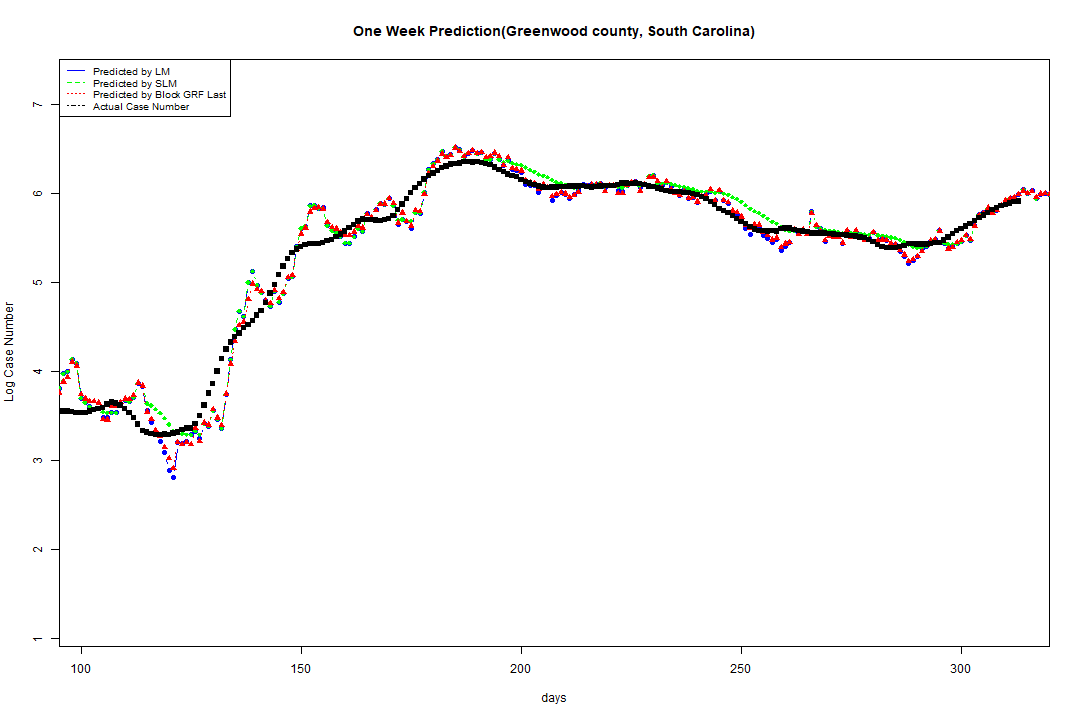 One Week Prediction(Greenwood county, South Carolina)
Predicted by LM
Predicted by SLM
Predicted by Block GRF Last
Actual Case Number
7
6
5
4
3
2
1
Log Case Number
100 150 200 250 300
days